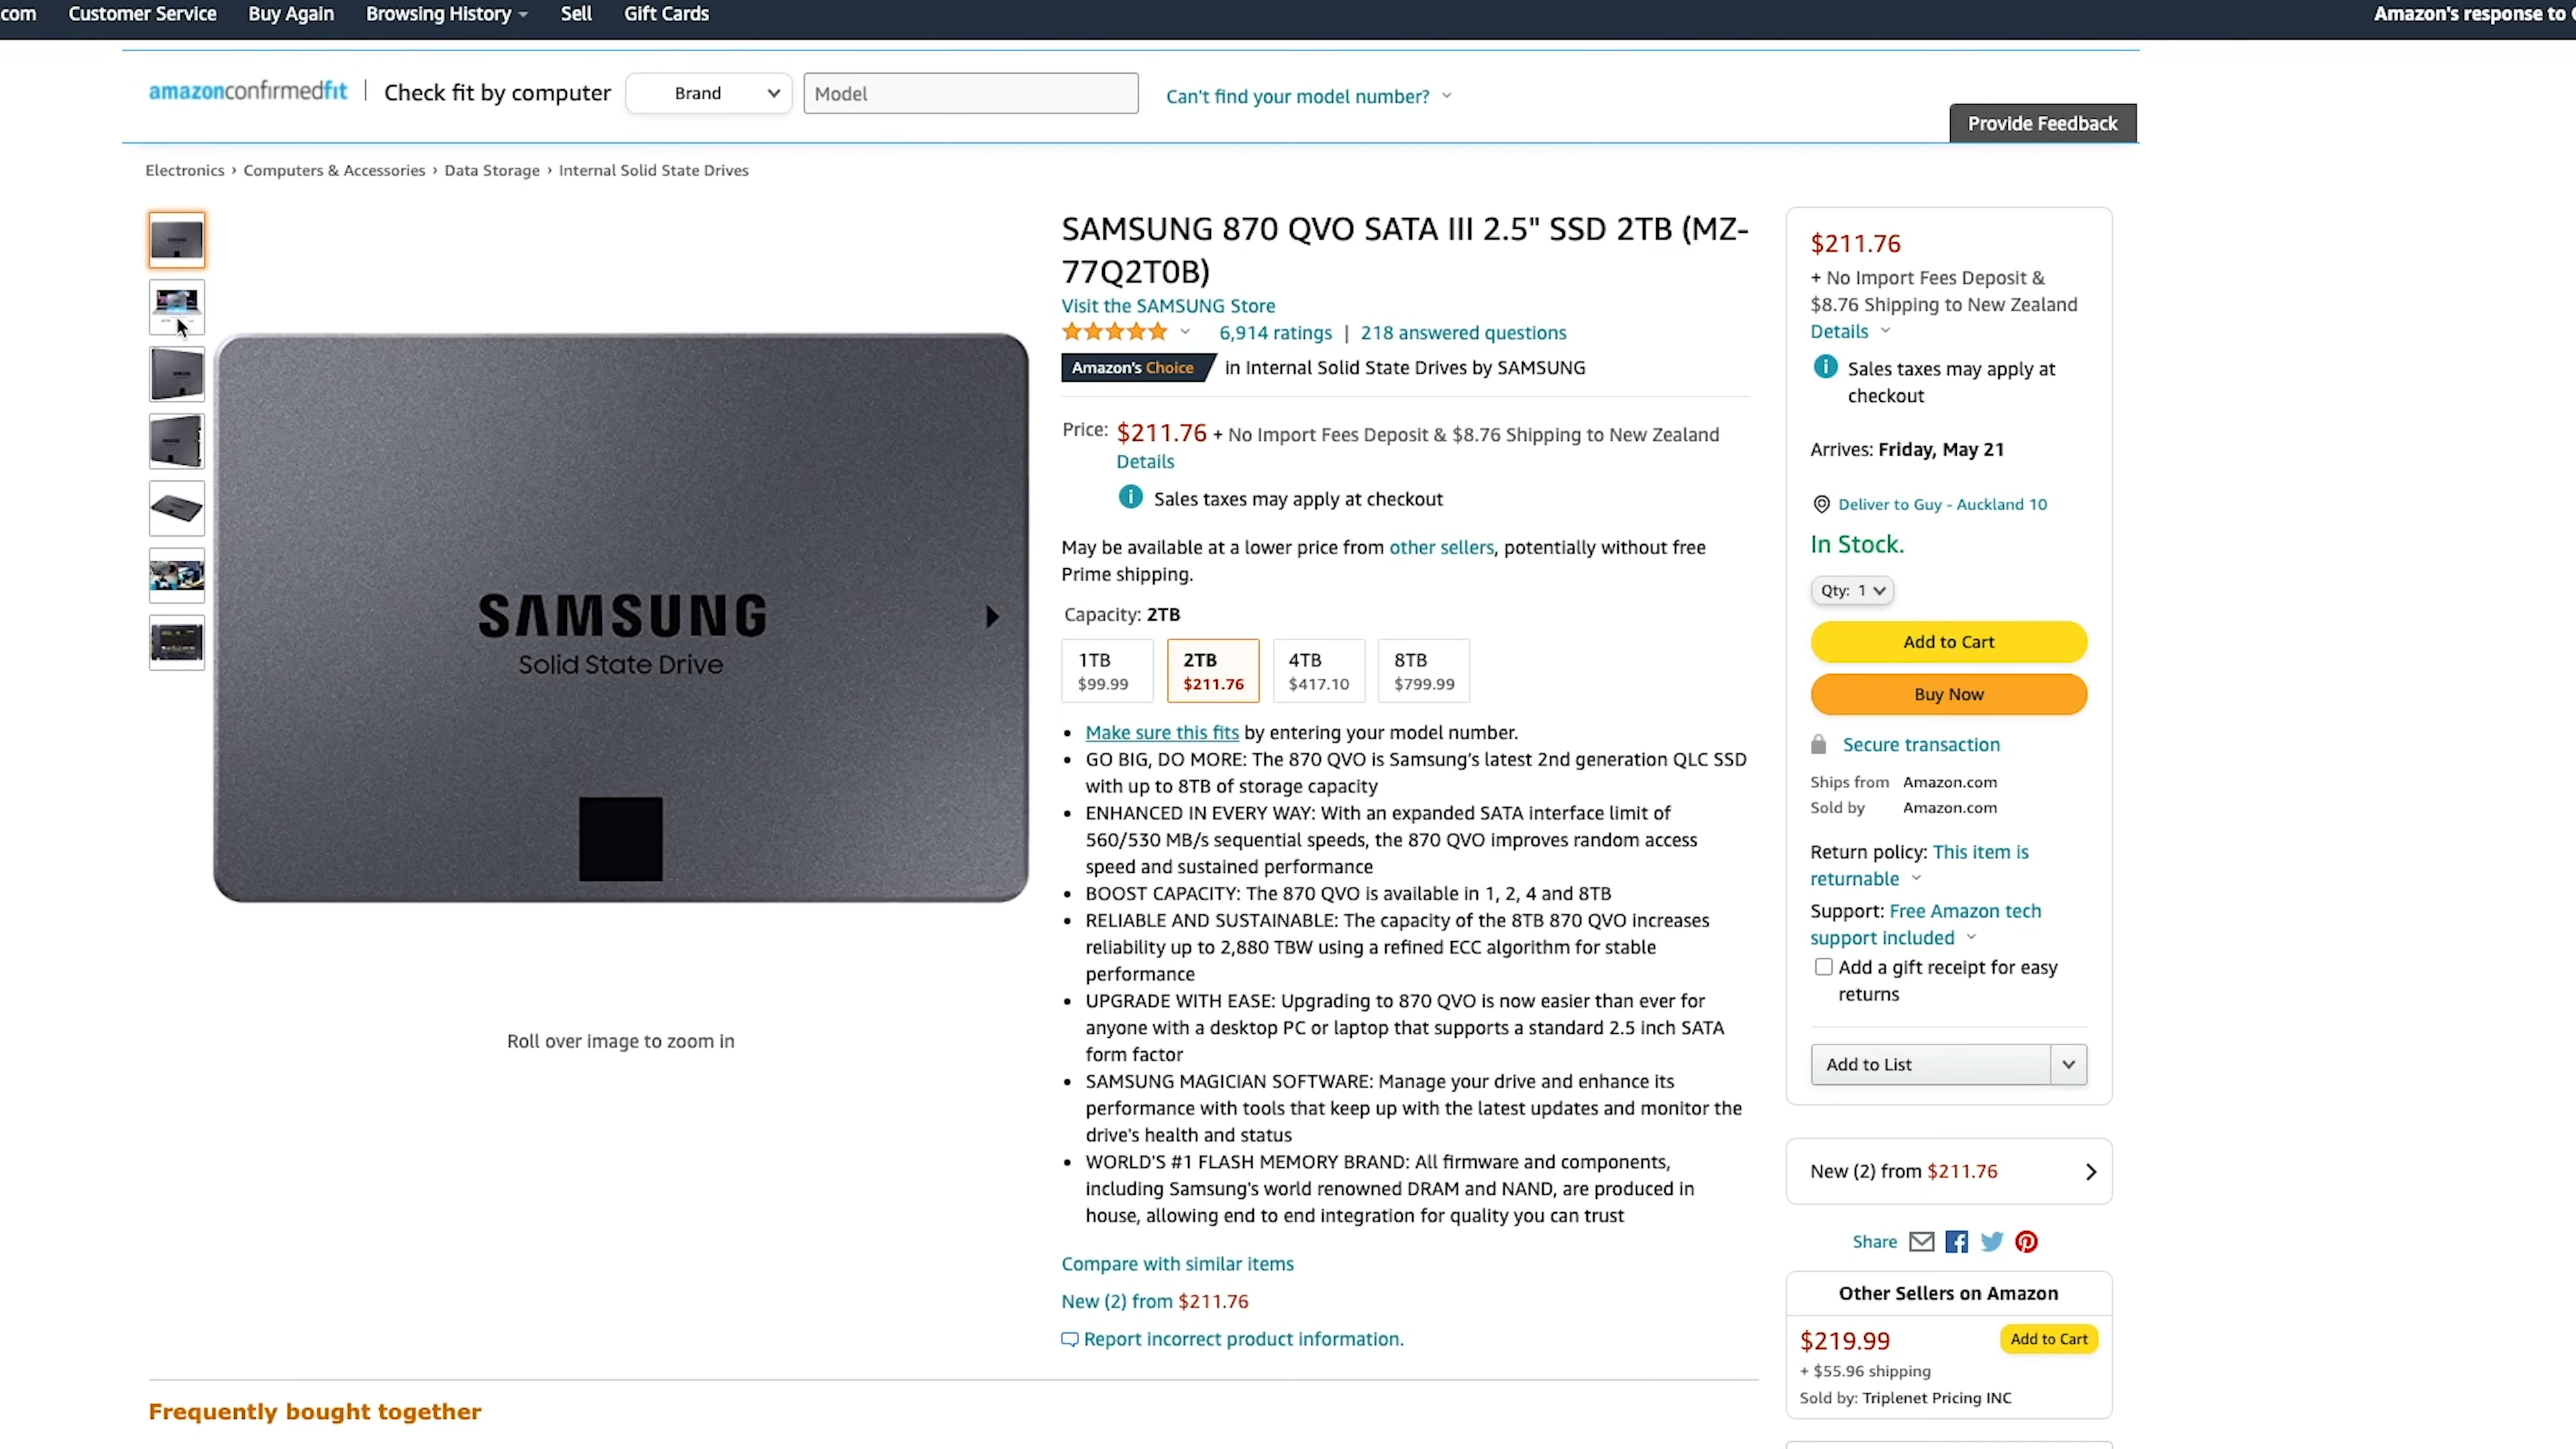 com Customer Service Buy Again Browsing History Sell Gift Cards Amazon's response to
amazonconfirmedfit | Check fit by computer Brand Model Can't find your model number?
Provide Feedback
Electronics › Computers & Accessories › Data Storage › Internal Solid State Drives
SAMSUNG
Solid State Drive
Roll over image to zoom in
SAMSUNG 870 QVO SATA III 2.5" SSD 2TB (MZ-
77Q2T0B)
Visit the SAMSUNG Store
6,914 ratings | 218 answered questions
Amazon's Choice in Internal Solid State Drives by SAMSUNG
Price: $211.76 + No Import Fees Deposit & $8.76 Shipping to New Zealand
Details
Sales taxes may apply at checkout
May be available at a lower price from other sellers, potentially without free
Prime shipping.
Capacity: 2TB
1TB 2TB 4TB 8TB
$99.99 $211.76 $417.10 $799.99
• Make sure this fits by entering your model number.
• GO BIG, DO MORE: The 870 QVO is Samsung's latest 2nd generation QLC SSD
with up to 8TB of storage capacity
• ENHANCED IN EVERY WAY: With an expanded SATA interface limit of
560/530 MB/s sequential speeds, the 870 QVO improves random access
speed and sustained performance
• BOOST CAPACITY: The 870 QVO is available in 1, 2, 4 and 8TB
• RELIABLE AND SUSTAINABLE: The capacity of the 8TB 870 QVO increases
reliability up to 2,880 TBW using a refined ECC algorithm for stable
performance
• UPGRADE WITH EASE: Upgrading to 870 QVO is now easier than ever for
anyone with a desktop PC or laptop that supports a standard 2.5 inch SATA
form factor
• SAMSUNG MAGICIAN SOFTWARE: Manage your drive and enhance its
performance with tools that keep up with the latest updates and monitor the
drive's health and status
• WORLD'S #1 FLASH MEMORY BRAND: All firmware and components,
including Samsung's world renowned DRAM and NAND, are produced in
house, allowing end to end integration for quality you can trust
Compare with similar items
New (2) from $211.76
Report incorrect product information.
$211.76
+ No Import Fees Deposit &
$8.76 Shipping to New Zealand
Details
Sales taxes may apply at
checkout
Arrives: Friday, May 21
Deliver to Guy - Auckland 10
In Stock.
Qty: 1
Add to Cart
Buy Now
Secure transaction
Ships from Amazon.com
Sold by Amazon.com
Return policy: This item is
returnable
Support: Free Amazon tech
support included
Add a gift receipt for easy
returns
Add to List
New (2) from $211.76
Share
Other Sellers on Amazon
$219.99 Add to Cart
+ $55.96 shipping
Sold by: Triplenet Pricing INC
Frequently bought together